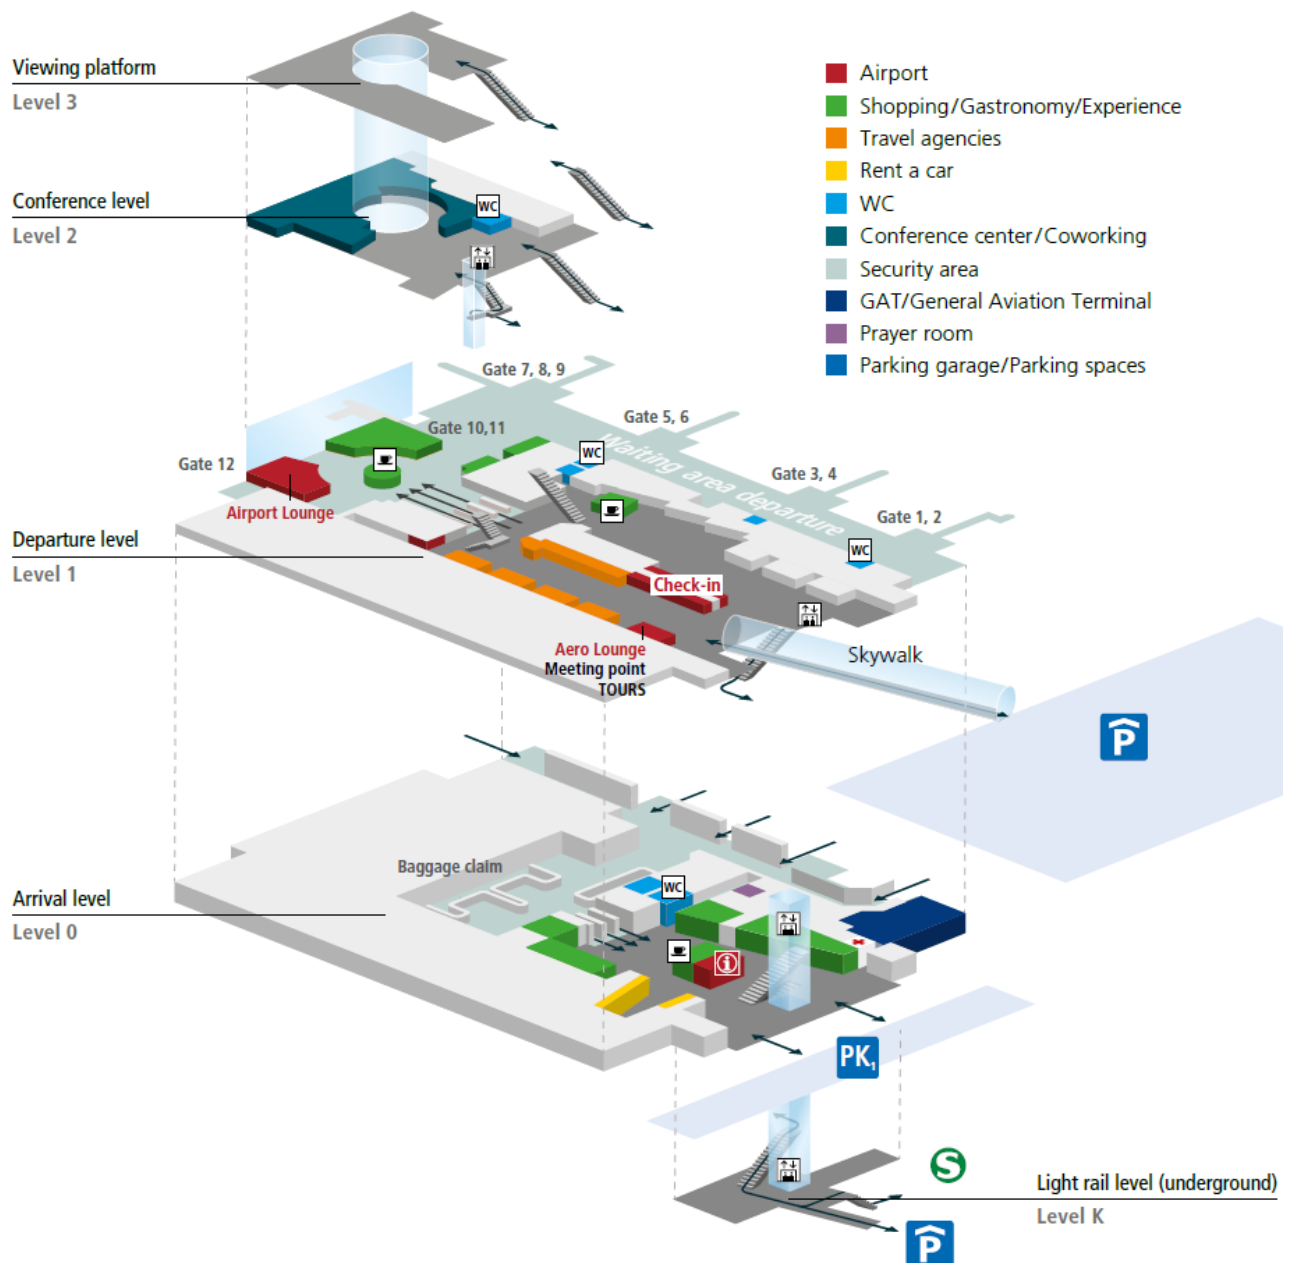 Viewing platform
Level 3
Conference level
Level 2
WC
Airport
Shopping/Gastronomy/Experience
Travel agencies
Rent a car
WC
Conference center/Coworking
Security area
GAT/General Aviation Terminal
Prayer room
Parking garage/Parking spaces
Gate 7, 8, 9
Gate 5, 6
Gate 10,11
WC
Waiting area departure
Gate 12
Gate 3, 4
Airport Lounge
Gate 1, 2
Departure level
Level 1
WC
Check-in
Aero Lounge
Meeting point
TOURS
Skywalk
P
Baggage claim
WC
Arrival level
Level 0
i
PK1
S
Light rail level (underground)
Level K
P